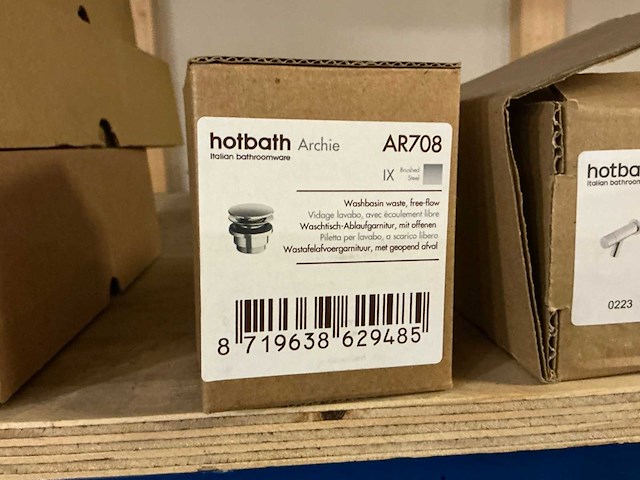 hotbath Archie AR708
Italian bathroomware
IX Brushed Steel
Washbasin waste, free-flow
Vidage lavabo, avec écoulement libre
Waschtisch-Ablaufgarnitur, mit offenen
Piletta per lavabo, a scarico libero
Wastafelafvoergarnituur, met geopend afval
8 719638 629485
hotba
Italian bathroom
0223